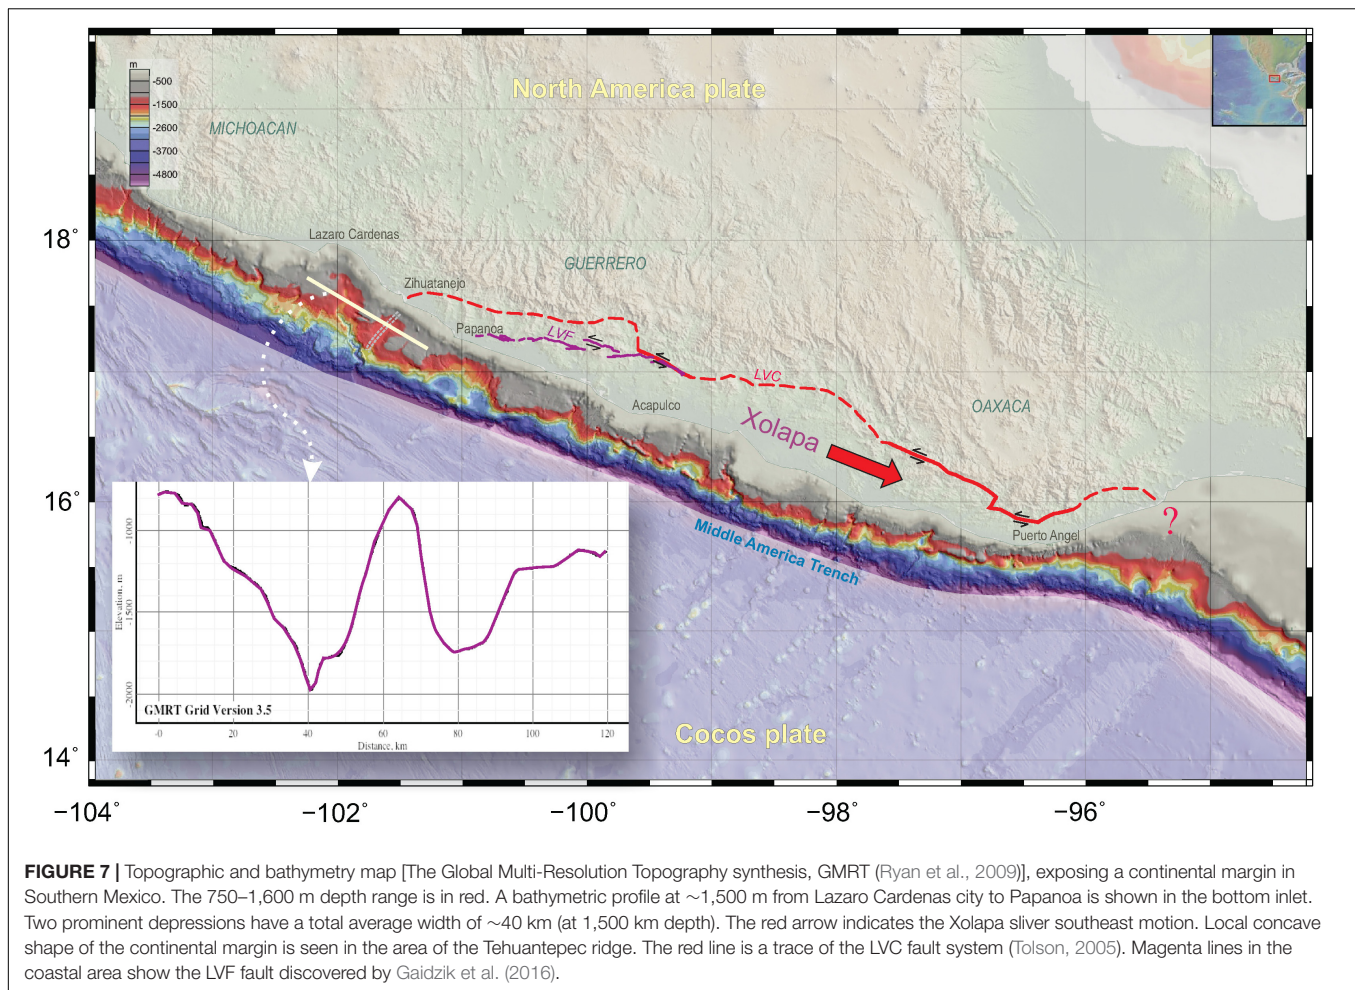 m
-500
-1500
-2600
-3700
-4800
North America plate
MICHOACAN
18°
Lazaro Cardenas
GUERRERO
Zihuatanejo
Papanoa
LVF
LVC
Acapulco
OAXACA
Xolapa
16°
?
Puerto Angel
Middle America Trench
Elevation, m
-1000
-1500
-2000
GMRT Grid Version 3.5
-0
20
40
60
80
100
120
Distance, km
Cocos plate
14°
−104°
−102°
−100°
−98°
−96°
FIGURE 7 | Topographic and bathymetry map [The Global Multi-Resolution Topography synthesis, GMRT (Ryan et al., 2009)], exposing a continental margin in
Southern Mexico. The 750–1,600 m depth range is in red. A bathymetric profile at ∼1,500 m from Lazaro Cardenas city to Papanoa is shown in the bottom inlet.
Two prominent depressions have a total average width of ∼40 km (at 1,500 km depth). The red arrow indicates the Xolapa sliver southeast motion. Local concave
shape of the continental margin is seen in the area of the Tehuantepec ridge. The red line is a trace of the LVC fault system (Tolson, 2005). Magenta lines in the
coastal area show the LVF fault discovered by Gaidzik et al. (2016).